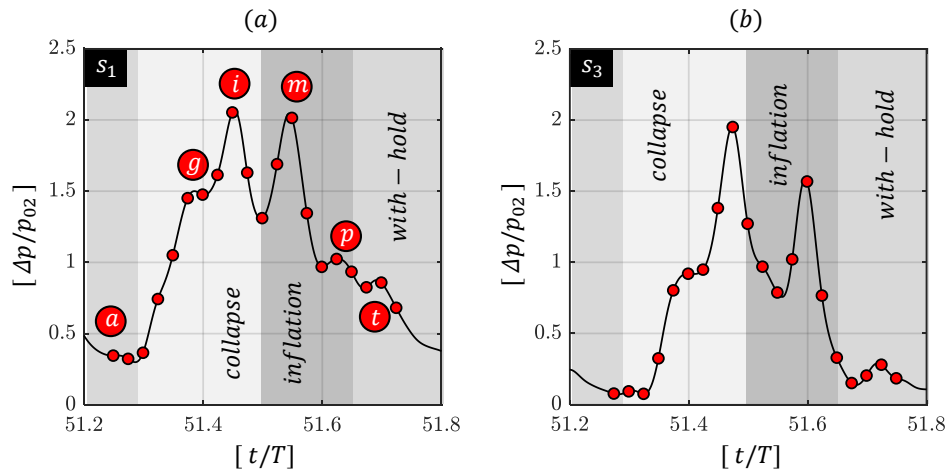 (a)
s1
2.5
2
1.5
1
0.5
0
[ Δp/p02 ]
a
g
i
m
p
t
collapse
inflation
with − hold
51.2
51.4
51.6
51.8
[ t/T ]
(b)
s3
2.5
2
1.5
1
0.5
0
[ Δp/p02 ]
collapse
inflation
with − hold
51.2
51.4
51.6
51.8
[ t/T ]